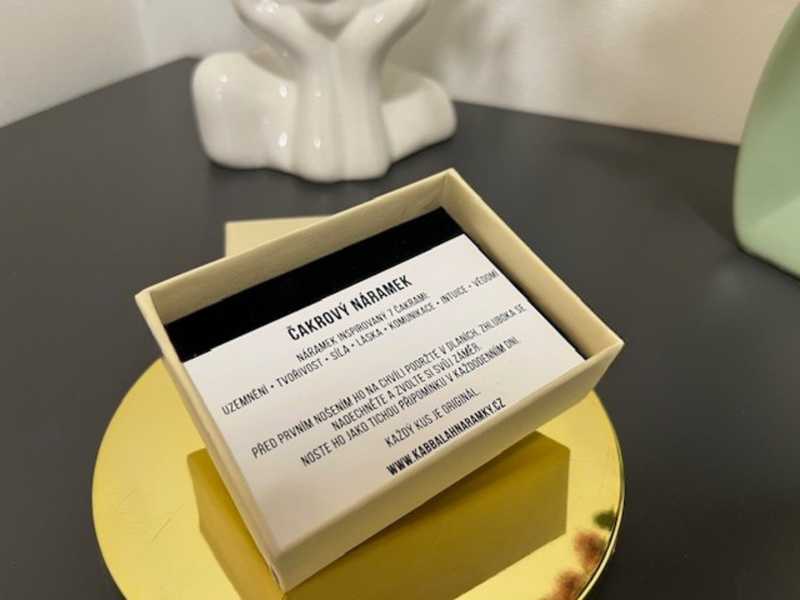 ČAKROVÝ NÁRAMEK
NÁRAMEK INSPIROVANÝ 7 ČAKRAMI:
UZEMNĚNÍ • TVOŘIVOST • SÍLA • LÁSKA • KOMUNIKACE • INTUICE • VĚDOMÍ
PŘED PRVNÍM NOŠENÍM HO NA CHVÍLI PODRŽTE V DLANÍCH, ZHLUBOKA SE
NADECHNĚTE A ZVOLTE SI SVŮJ ZÁMĚR.
NOSTE HO JAKO TICHOU PŘIPOMÍNKU V KAŽDODENNÍM DNI.
KAŽDÝ KUS JE ORIGINÁL.
WWW.KABBALAHNARAMKY.CZ